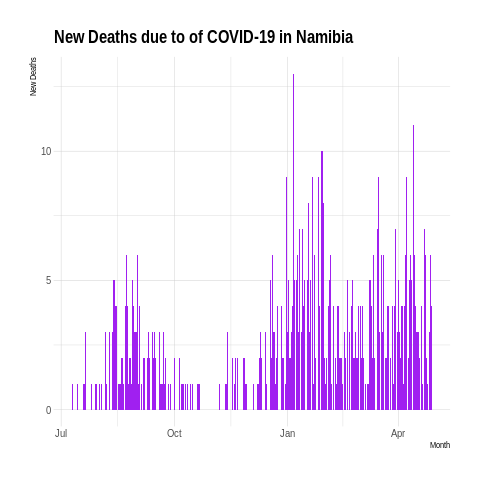 New Deaths due to of COVID-19 in Namibia
New Deaths
10
5
0
Jul Oct Jan Apr
Month